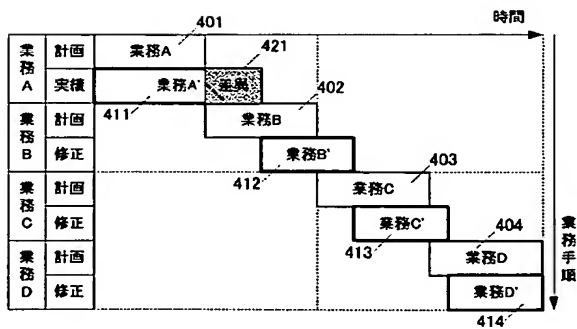 時間
401
421
業務A
計画
業務A
実績
業務A'
差異
411
402
業務B
計画
業務B
修正
業務B'
412
403
業務C
計画
業務C
修正
業務C'
413
404
業務D
計画
業務D
修正
業務D'
414
業務手順